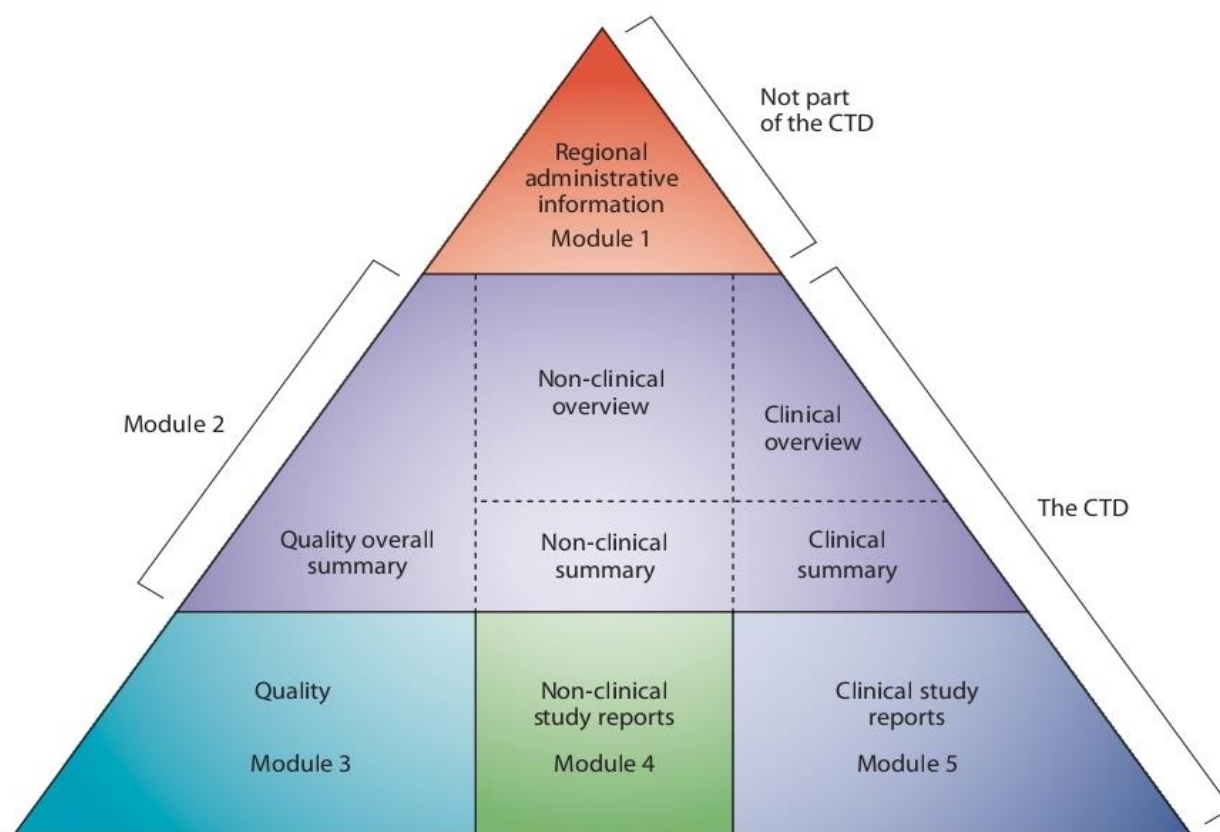 Not part
of the CTD
Regional
administrative
information
Module 1
Module 2
Non-clinical
overview
Clinical
overview
The CTD
Quality overall
summary
Non-clinical
summary
Clinical
summary
Quality
Module 3
Non-clinical
study reports
Module 4
Clinical study
reports
Module 5